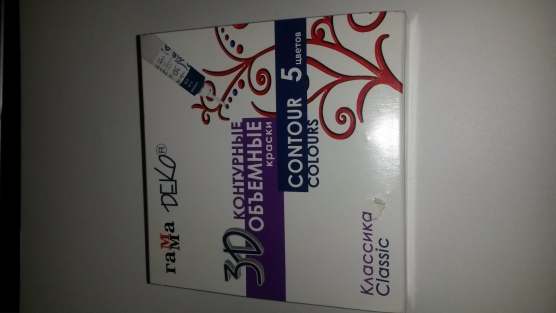 гамма
DEKO®
3D КОНТУРНЫЕ
ОБЪЕМНЫЕ
краски
CONTOUR 5 цветов
COLOURS
Классика
Classic